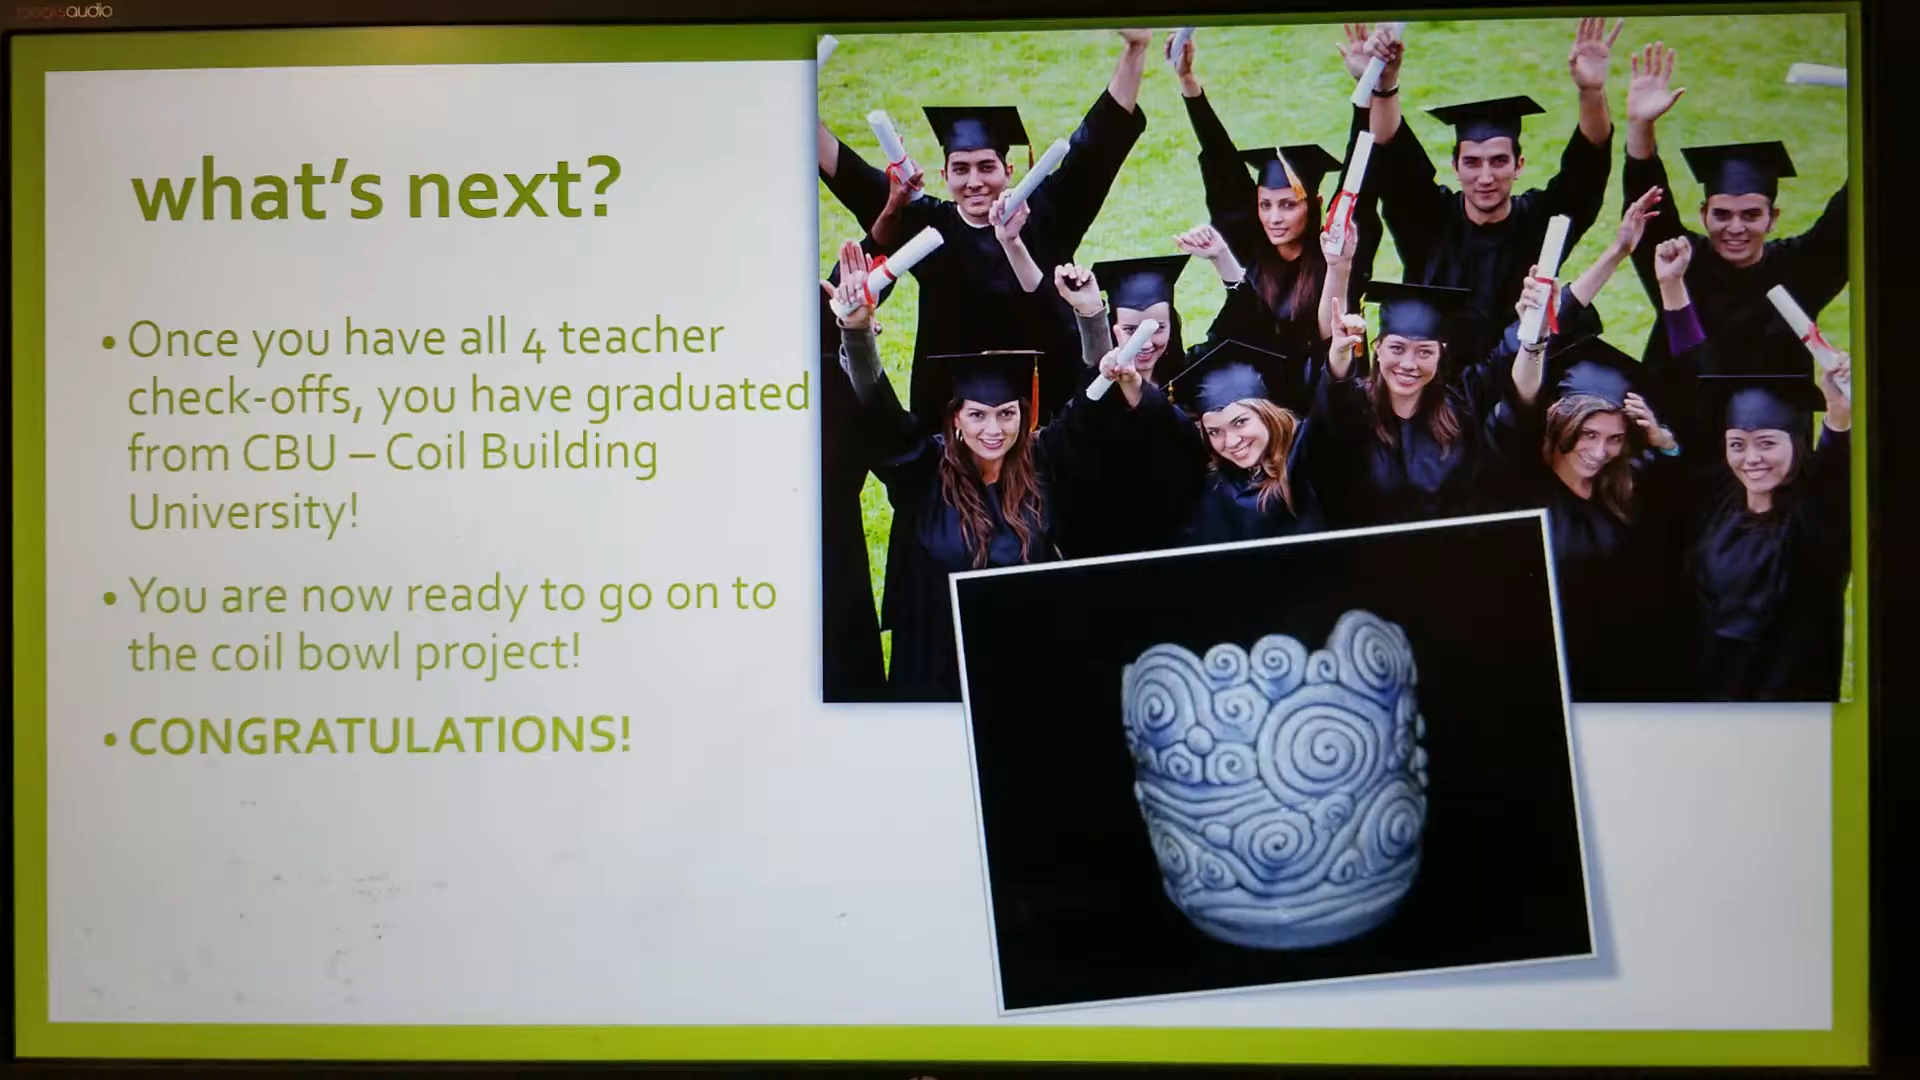 beatsaudio
what's next?
• Once you have all 4 teacher
check-offs, you have graduated
from CBU – Coil Building
University!
• You are now ready to go on to
the coil bowl project!
• CONGRATULATIONS!